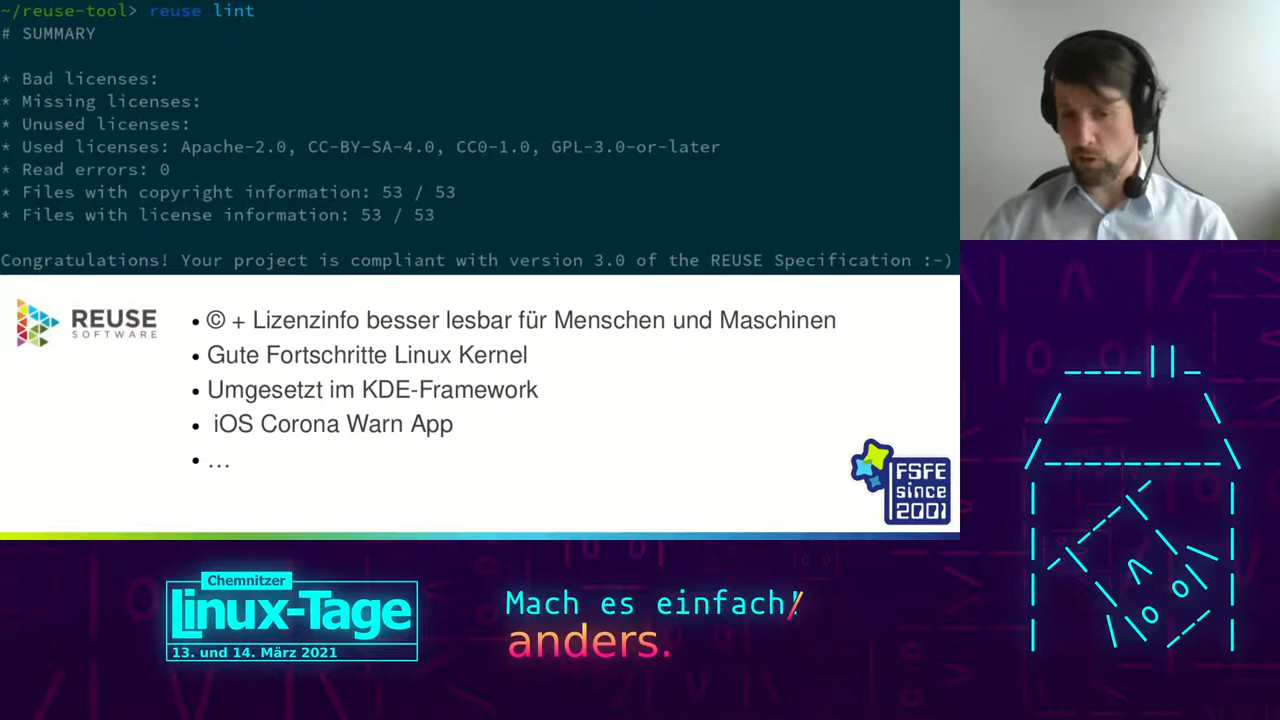 ~/reuse-tool> reuse lint
# SUMMARY
* Bad licenses:
* Missing licenses:
* Unused licenses:
* Used licenses: Apache-2.0, CC-BY-SA-4.0, CC0-1.0, GPL-3.0-or-later
* Read errors: 0
* Files with copyright information: 53 / 53
* Files with license information: 53 / 53
Congratulations! Your project is compliant with version 3.0 of the REUSE Specification :-)
REUSE
SOFTWARE
• © + Lizenzinfo besser lesbar für Menschen und Maschinen
• Gute Fortschritte Linux Kernel
• Umgesetzt im KDE-Framework
• iOS Corona Warn App
• …
FSFE
since
2001
Chemnitzer
Linux-Tage
13. und 14. März 2021
Mach es einfach!
anders.